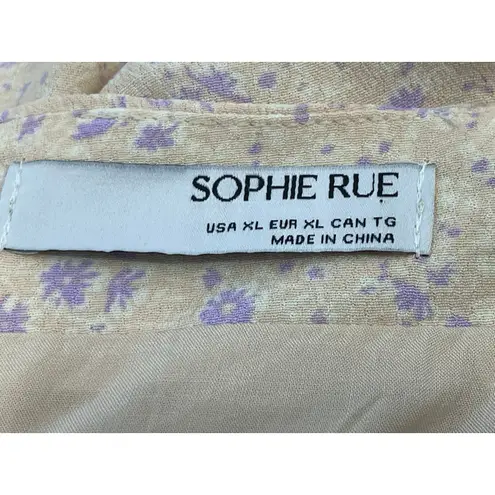 SOPHIE RUE
USA XL EUR XL CAN TG
MADE IN CHINA